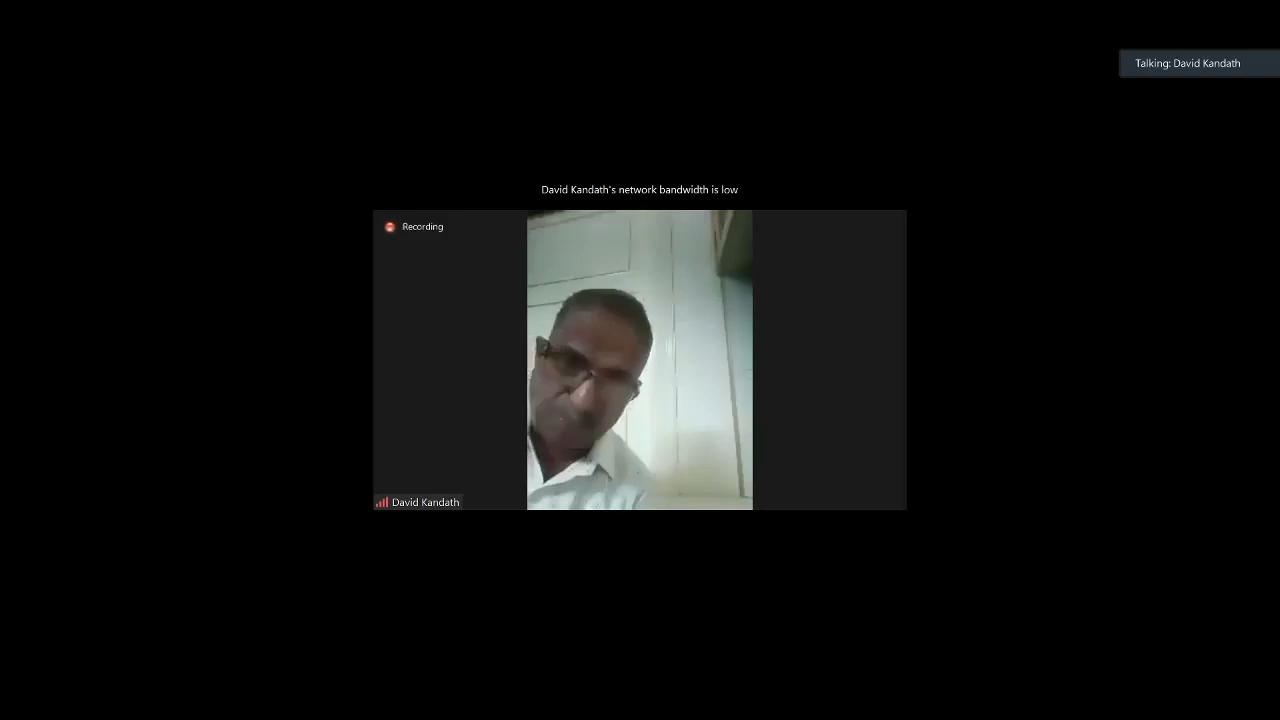 Talking: David Kandath
David Kandath's network bandwidth is low
Recording
David Kandath